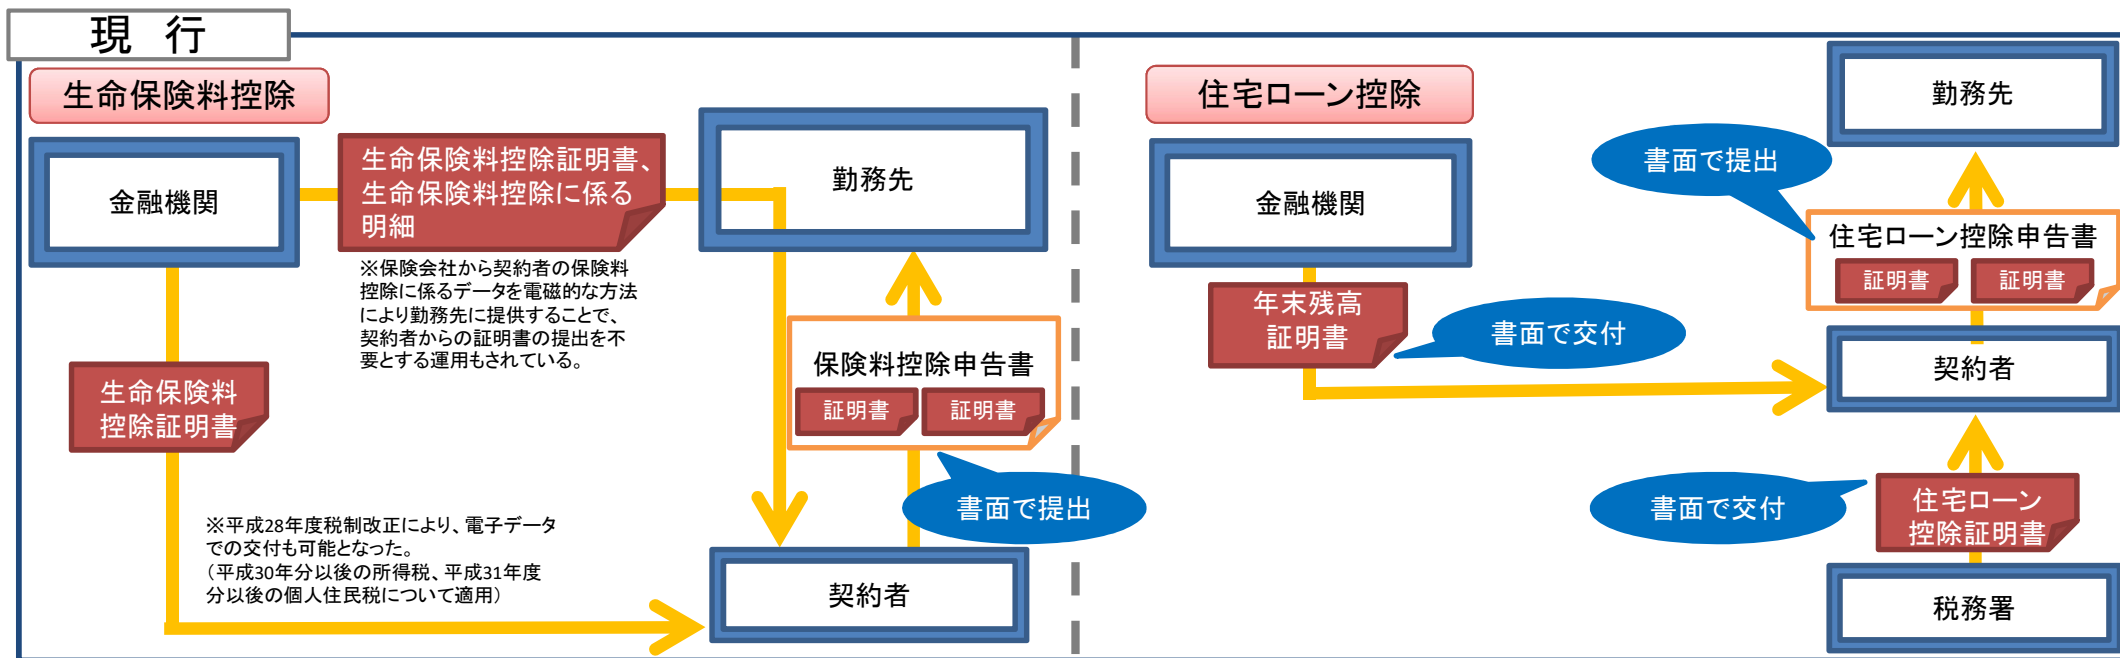 現 行
生命保険料控除
金融機関
生命保険料控除証明書、
生命保険料控除に係る
明細
勤務先
※保険会社から契約者の保険料
控除に係るデータを電磁的な方法
により勤務先に提供することで、
契約者からの証明書の提出を不
要とする運用もされている。
生命保険料
控除証明書
保険料控除申告書
証明書
証明書
書面で提出
※平成28年度税制改正により、電子データ
での交付も可能となった。
（平成30年分以後の所得税、平成31年度
分以後の個人住民税について適用）
契約者
住宅ローン控除
金融機関
年末残高
証明書
書面で交付
勤務先
書面で提出
住宅ローン控除申告書
証明書
証明書
契約者
書面で交付
住宅ローン
控除証明書
税務署